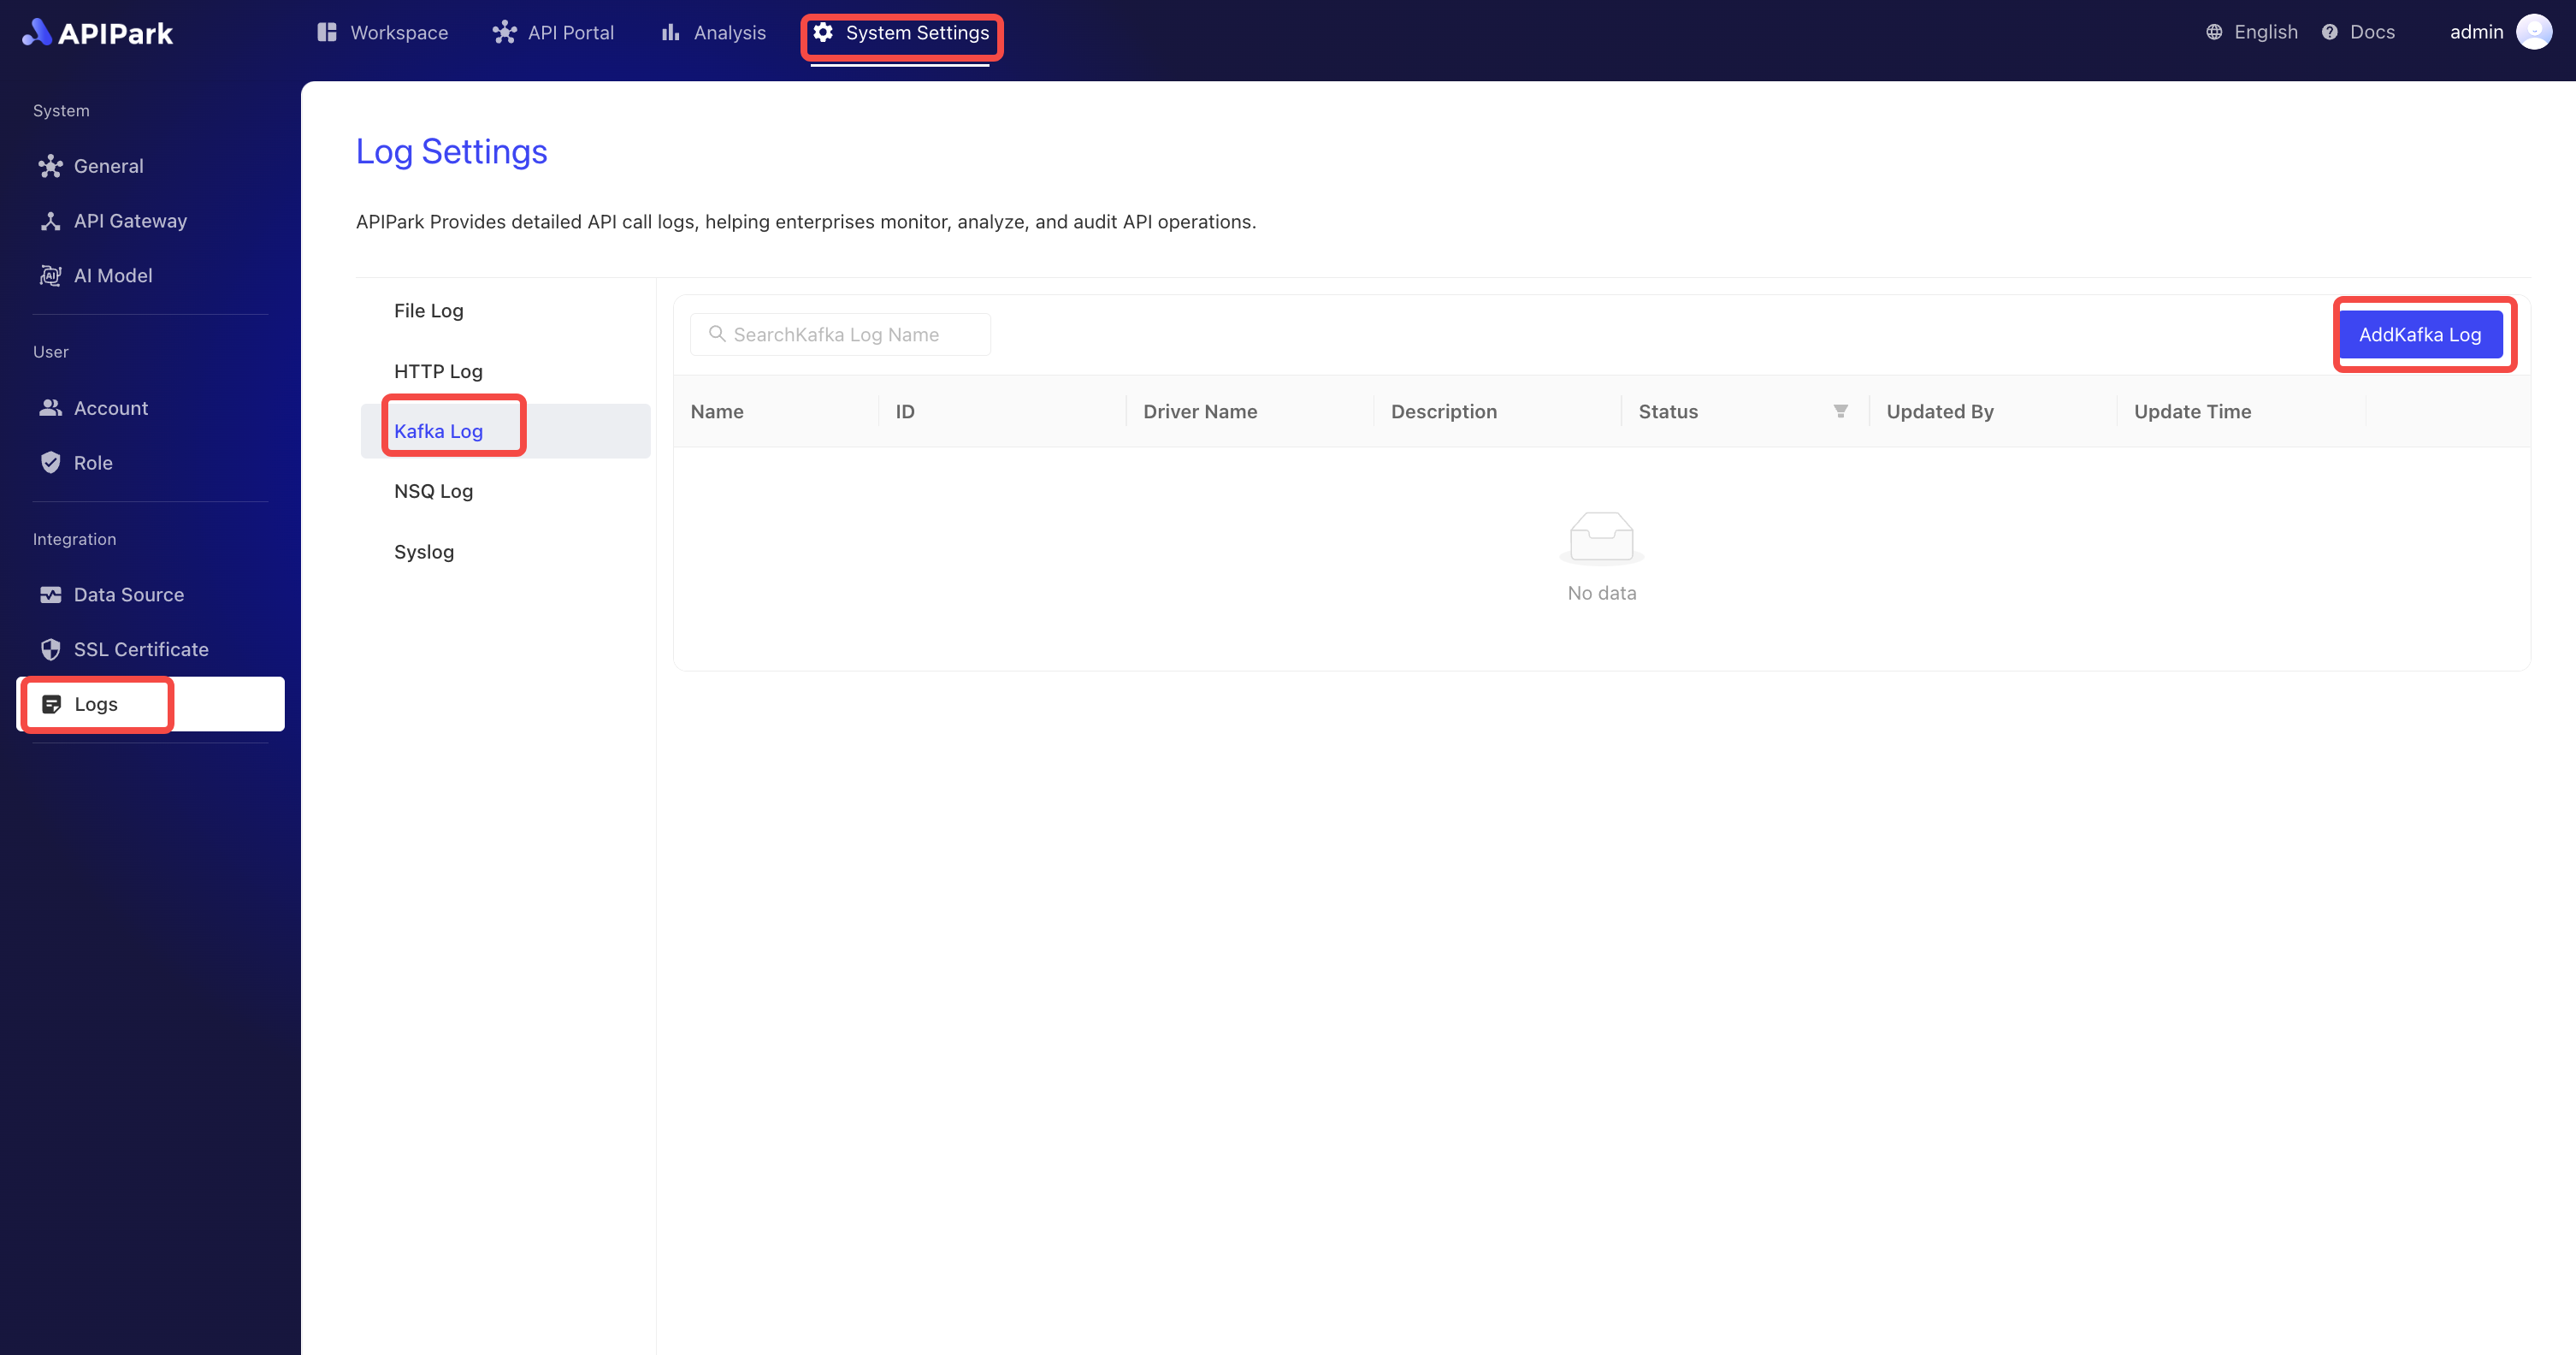 APIPark
Workspace
API Portal
Analysis
System Settings
English
Docs
admin
System
General
API Gateway
AI Model
User
Account
Role
Integration
Data Source
SSL Certificate
Logs
Log Settings
APIPark Provides detailed API call logs, helping enterprises monitor, analyze, and audit API operations.
File Log
HTTP Log
Kafka Log
NSQ Log
Syslog
SearchKafka Log Name
AddKafka Log
Name ID Driver Name Description Status Updated By Update Time
No data